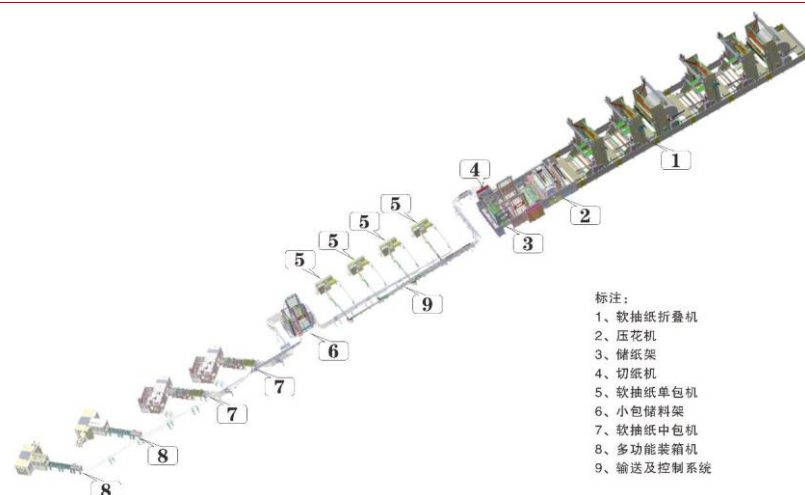 1
2
4
3
5
5
5
5
9
6
7
7
8
8
标注：
1、软抽纸折叠机
2、压花机
3、储纸架
4、切纸机
5、软抽纸单包机
6、小包储料架
7、软抽纸中包机
8、多功能装箱机
9、输送及控制系统